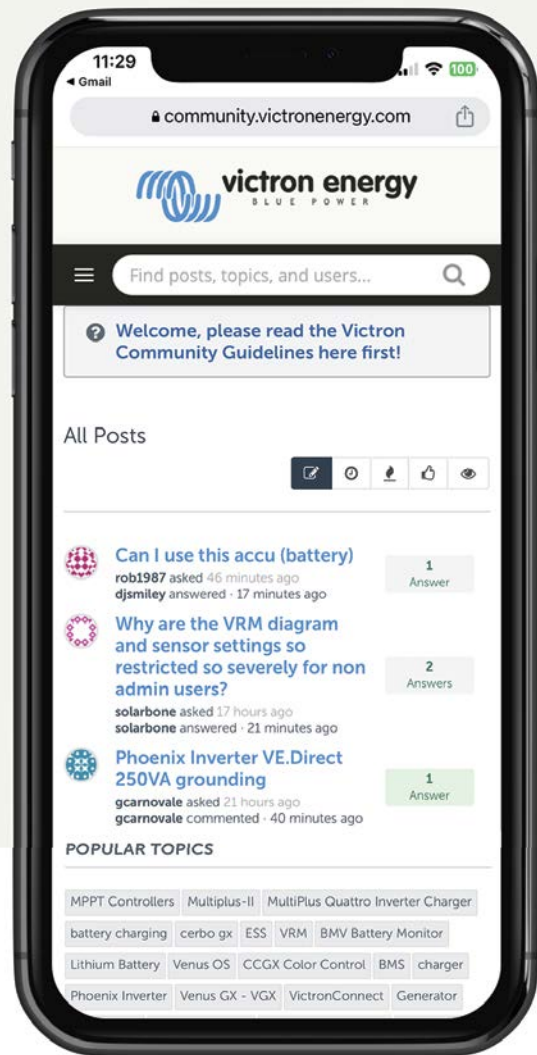 11:29
◄ Gmail
100
community.victronenergy.com
victron energy
BLUE POWER
Find posts, topics, and users...
Welcome, please read the Victron
Community Guidelines here first!
All Posts
Can I use this accu (battery)
rob1987 asked 46 minutes ago
djsmiley answered · 17 minutes ago
1
Answer
Why are the VRM diagram
and sensor settings so
restricted so severely for non
admin users?
solarbone asked 17 hours ago
solarbone answered · 21 minutes ago
2
Answers
Phoenix Inverter VE.Direct
250VA grounding
gcarnovale asked 21 hours ago
gcarnovale commented · 40 minutes ago
1
Answer
POPULAR TOPICS
MPPT Controllers Multiplus-II MultiPlus Quattro Inverter Charger
battery charging cerbo gx ESS VRM BMV Battery Monitor
Lithium Battery Venus OS CCGX Color Control BMS charger
Phoenix Inverter Venus GX - VGX VictronConnect Generator